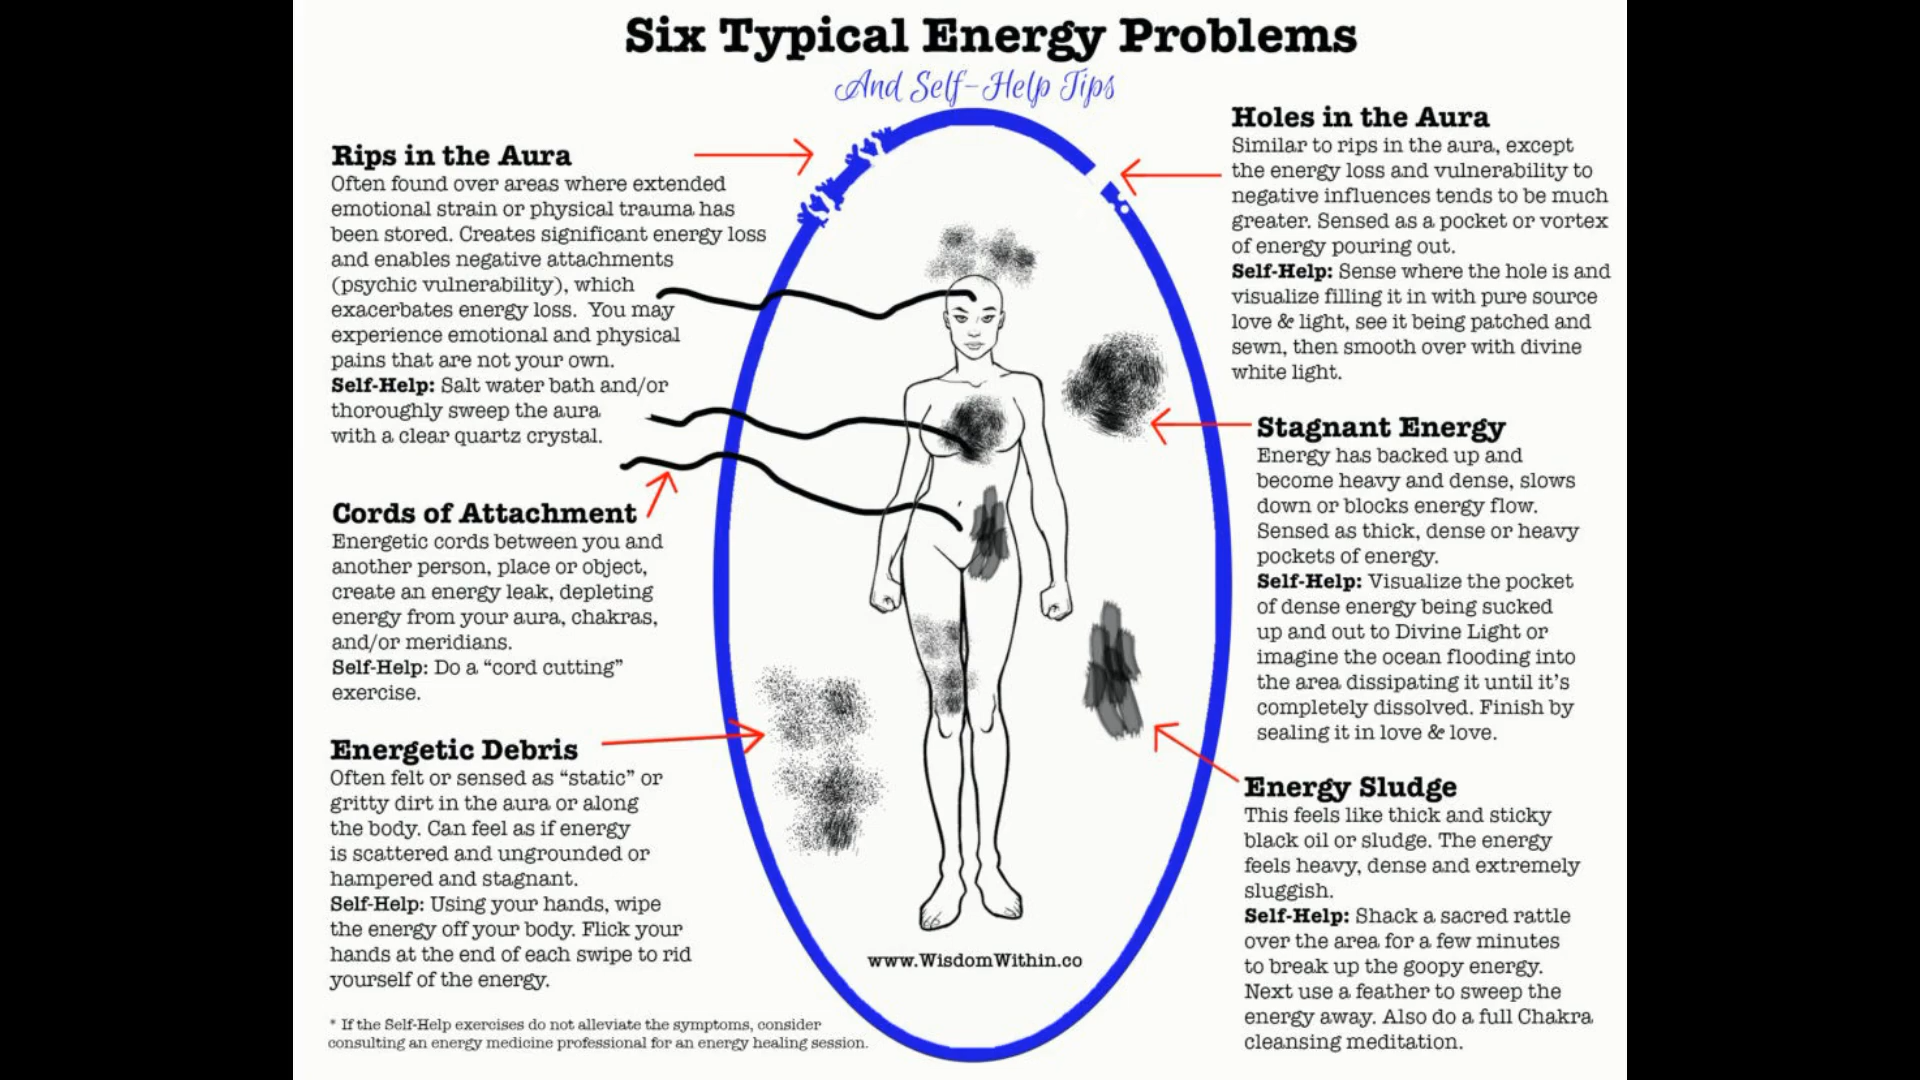 Six Typical Energy Problems
And Self-Help Tips
Rips in the Aura
Often found over areas where extended
emotional strain or physical trauma has
been stored. Creates significant energy loss
and enables negative attachments
(psychic vulnerability), which
exacerbates energy loss. You may
experience emotional and physical
pains that are not your own.
Self-Help: Salt water bath and/or
thoroughly sweep the aura
with a clear quartz crystal.
Cords of Attachment
Energetic cords between you and
another person, place or object,
create an energy leak, depleting
energy from your aura, chakras,
and/or meridians.
Self-Help: Do a “cord cutting”
exercise.
Energetic Debris
Often felt or sensed as “static” or
gritty dirt in the aura or along
the body. Can feel as if energy
is scattered and ungrounded or
hampered and stagnant.
Self-Help: Using your hands, wipe
the energy off your body. Flick your
hands at the end of each swipe to rid
yourself of the energy.
* If the Self-Help exercises do not alleviate the symptoms, consider
consulting an energy medicine professional for an energy healing session.
www.WisdomWithin.co
Holes in the Aura
Similar to rips in the aura, except
the energy loss and vulnerability to
negative influences tends to be much
greater. Sensed as a pocket or vortex
of energy pouring out.
Self-Help: Sense where the hole is and
visualize filling it in with pure source
love & light, see it being patched and
sewn, then smooth over with divine
white light.
Stagnant Energy
Energy has backed up and
become heavy and dense, slows
down or blocks energy flow.
Sensed as thick, dense or heavy
pockets of energy.
Self-Help: Visualize the pocket
of dense energy being sucked
up and out to Divine Light or
imagine the ocean flooding into
the area dissipating it until it’s
completely dissolved. Finish by
sealing it in love & love.
Energy Sludge
This feels like thick and sticky
black oil or sludge. The energy
feels heavy, dense and extremely
sluggish.
Self-Help: Shack a sacred rattle
over the area for a few minutes
to break up the goopy energy.
Next use a feather to sweep the
energy away. Also do a full Chakra
cleansing meditation.